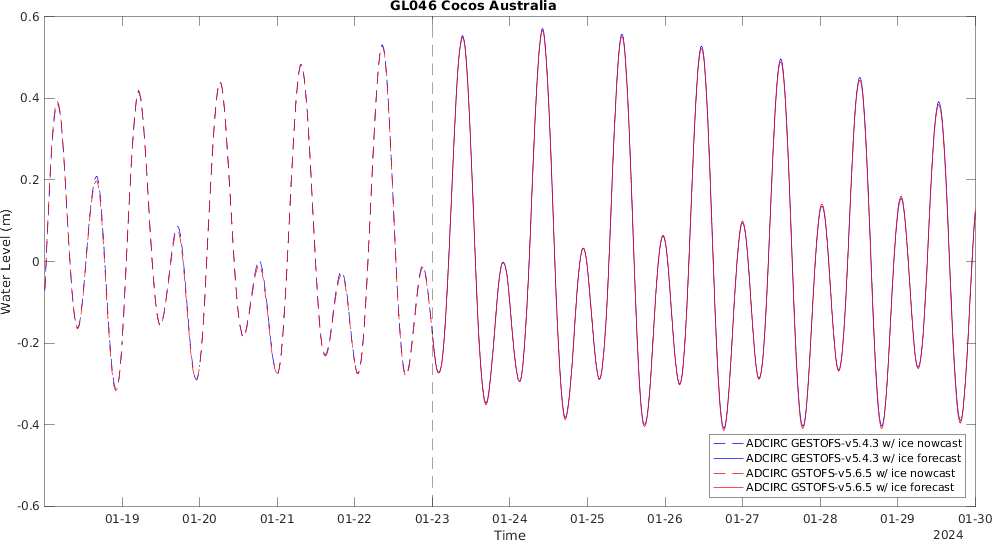 GL046 Cocos Australia
Water Level (m)
0.6
0.4
0.2
0
-0.2
-0.4
-0.6
ADCIRC GESTOFS-v5.4.3 w/ ice nowcast
ADCIRC GESTOFS-v5.4.3 w/ ice forecast
ADCIRC GSTOFS-v5.6.5 w/ ice nowcast
ADCIRC GSTOFS-v5.6.5 w/ ice forecast
01-19 01-20 01-21 01-22 01-23 01-24 01-25 01-26 01-27 01-28 01-29 01-30
Time
2024